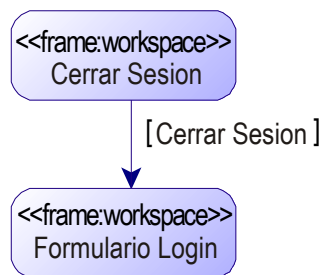 <<frame:workspace>>
Cerrar Sesion
[Cerrar Sesion]
<<frame:workspace>>
Formulario Login